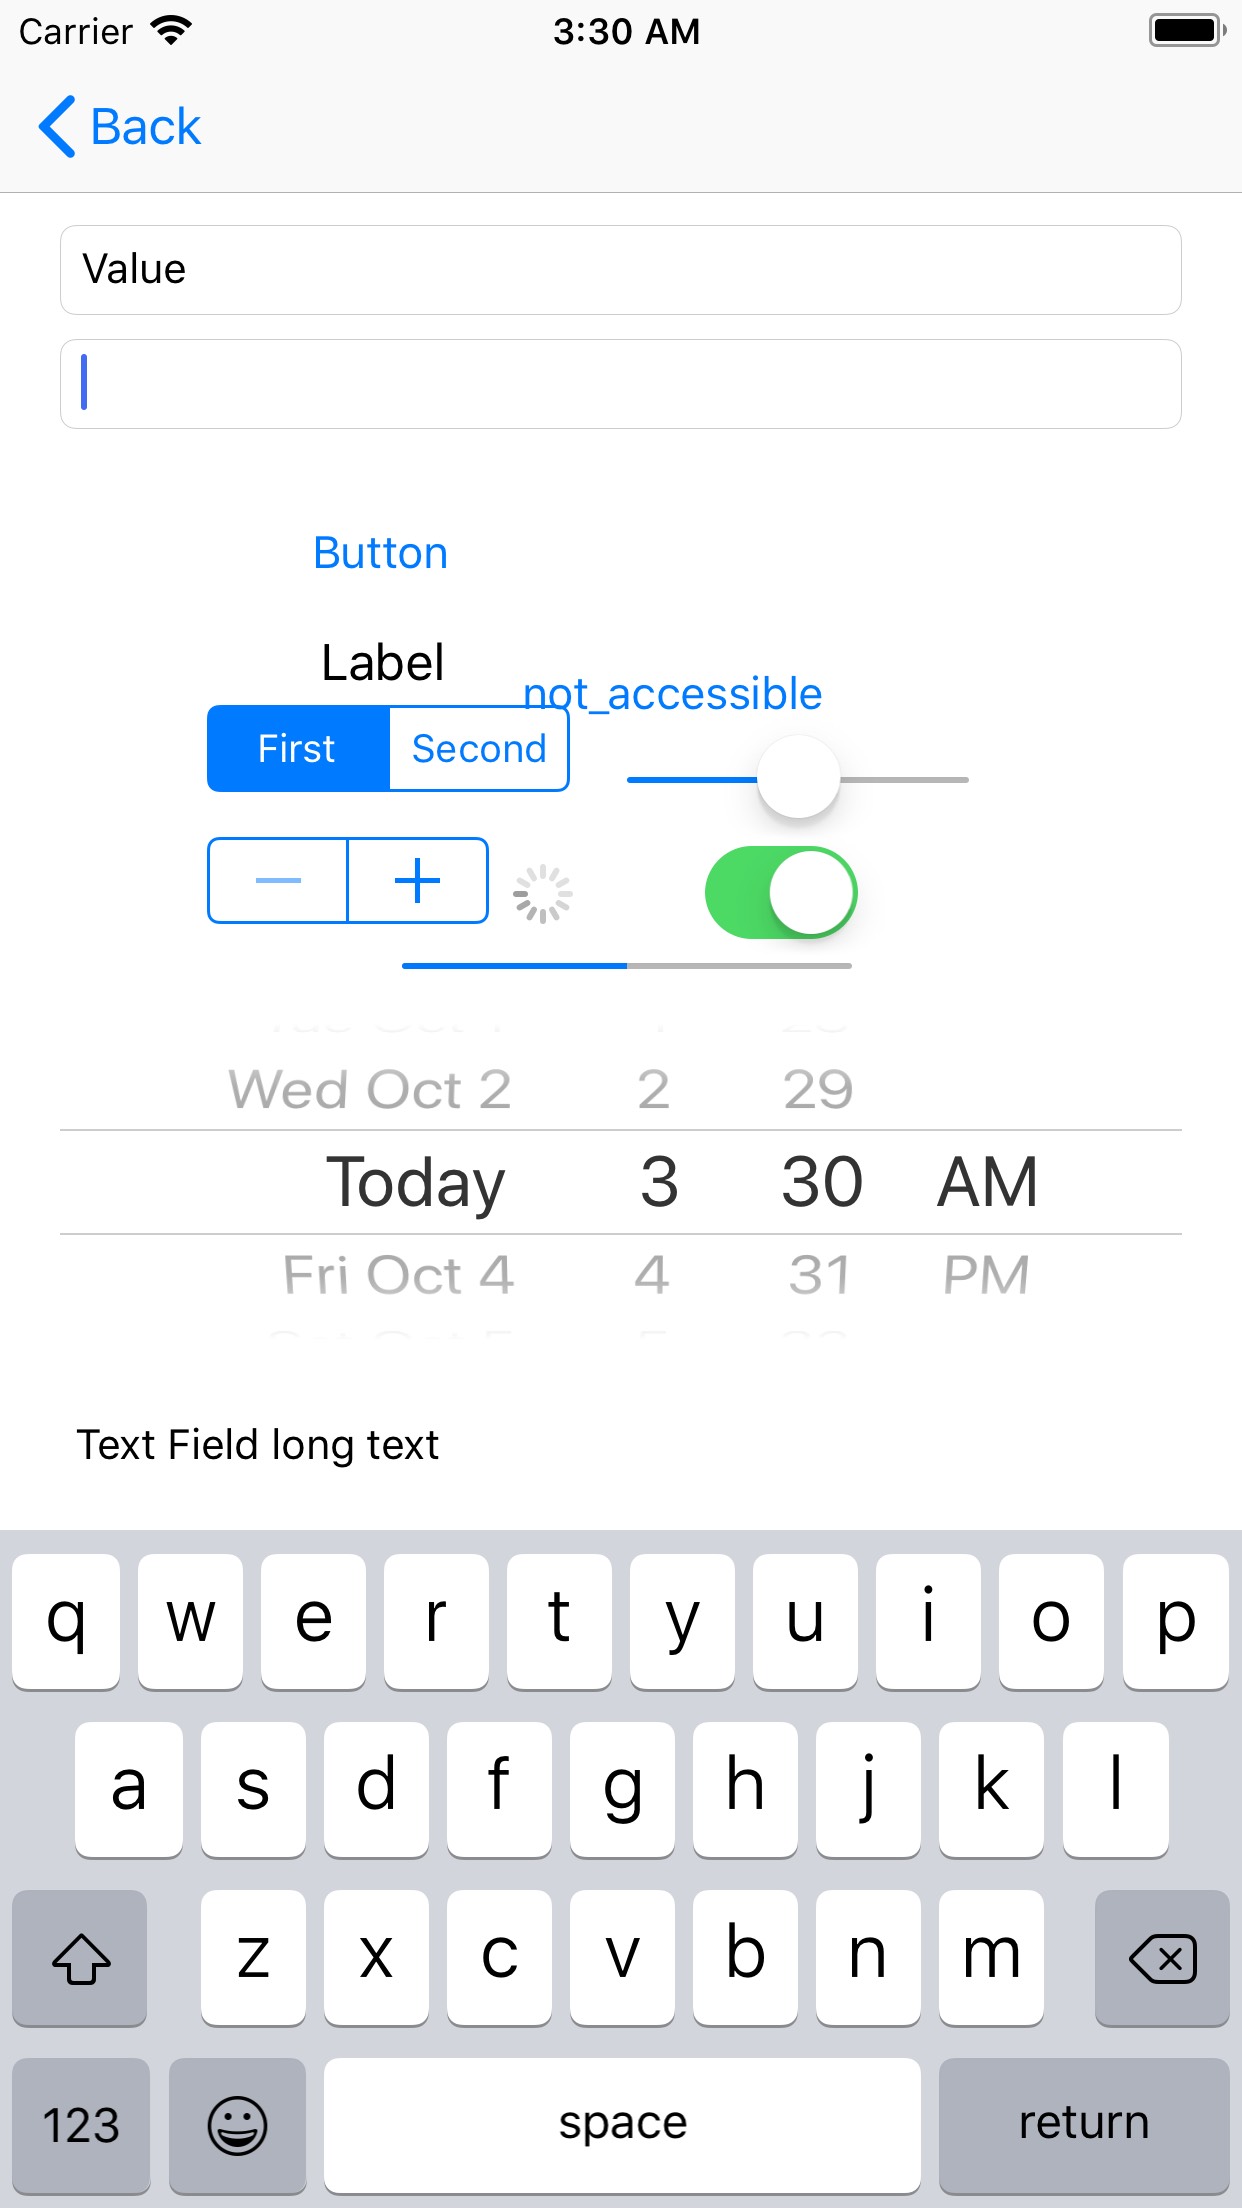 Carrier 3:30 AM
Back
Value
Button
Label
not_accessible
First Second
Wed Oct 2 2 29
Today 3 30 AM
Fri Oct 4 4 31 PM
Text Field long text
q w e r t y u i o p
a s d f g h j k l
z x c v b n m
123 space return